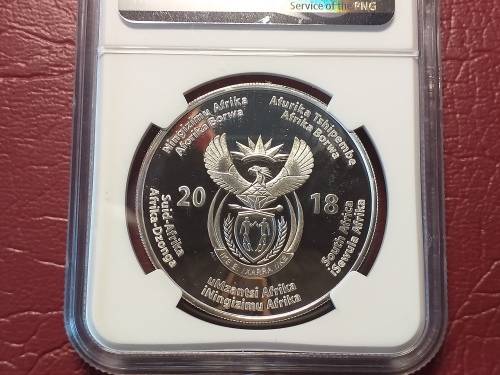 Service of the PNG
Ningizimu Afrika
Aforika Borwa
Afurika Tshipembe
Afrika Borwa
20 18
Suid-Afrika
Afrika-Dzonga
South Africa
iSewula Afrika
uMzantsi Afrika
iNingizimu Afrika